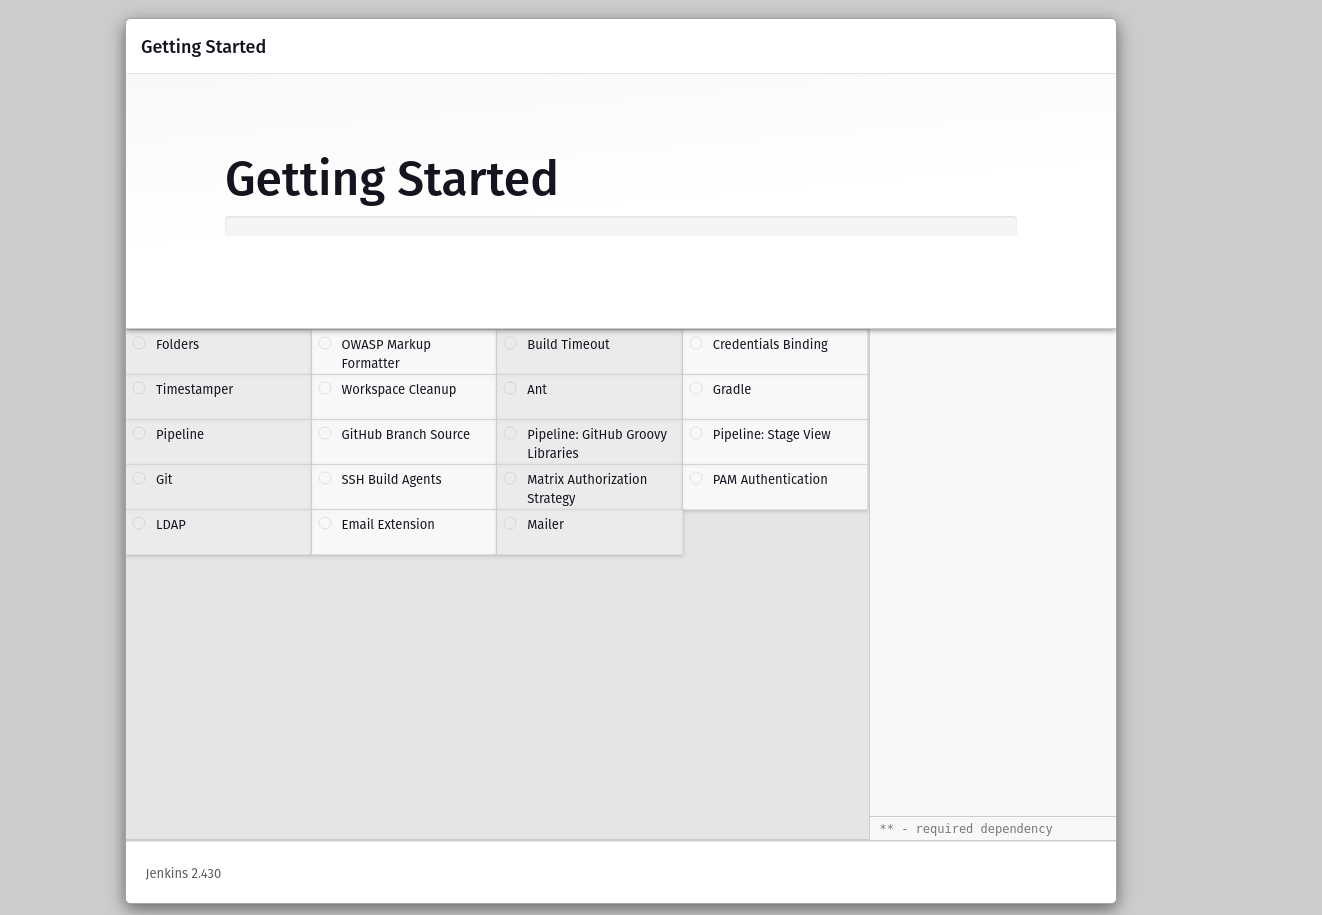 Getting Started
Getting Started
Folders
OWASP Markup
Formatter
Build Timeout
Credentials Binding
Timestamper
Workspace Cleanup
Ant
Gradle
Pipeline
GitHub Branch Source
Pipeline: GitHub Groovy
Libraries
Pipeline: Stage View
Git
SSH Build Agents
Matrix Authorization
Strategy
PAM Authentication
LDAP
Email Extension
Mailer
** - required dependency
Jenkins 2.430